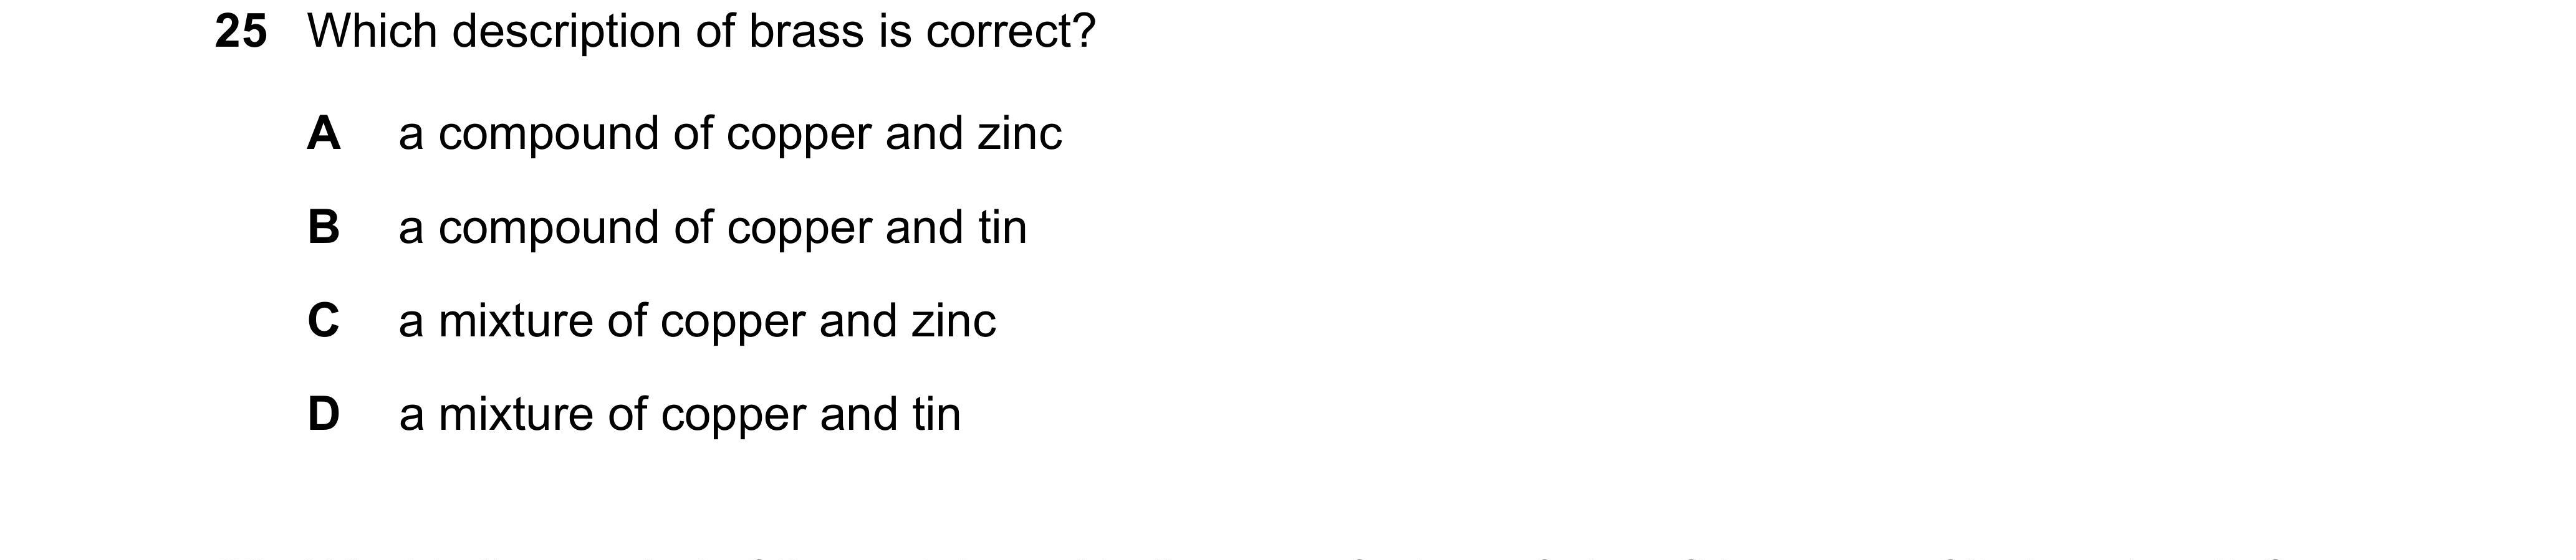 25 Which description of brass is correct?
A a compound of copper and zinc
B a compound of copper and tin
C a mixture of copper and zinc
D a mixture of copper and tin